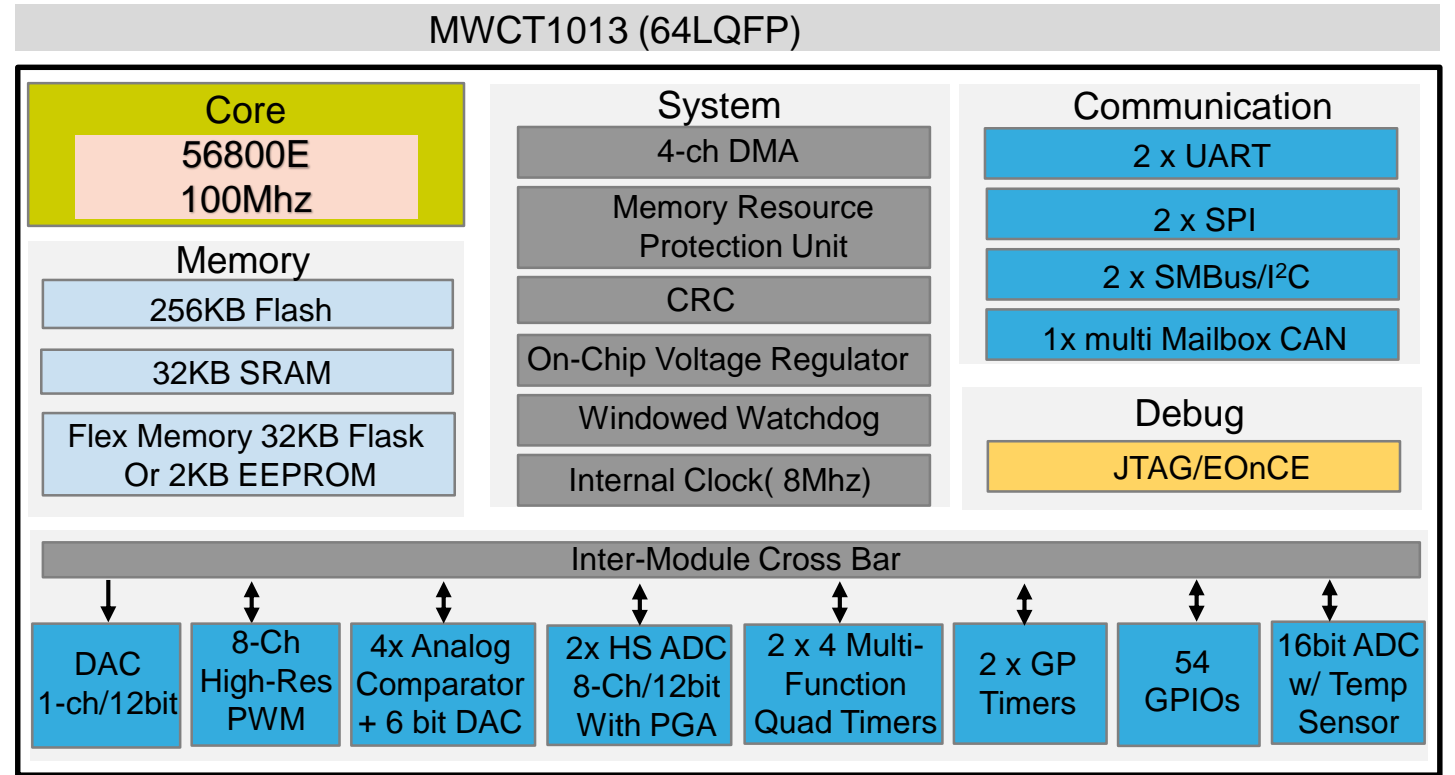 MWCT1013 (64LQFP)
Core
56800E
100Mhz
Memory
256KB Flash
32KB SRAM
Flex Memory 32KB Flask
Or 2KB EEPROM
System
4-ch DMA
Memory Resource
Protection Unit
CRC
On-Chip Voltage Regulator
Windowed Watchdog
Internal Clock( 8Mhz)
Communication
2 x UART
2 x SPI
2 x SMBus/I²C
1x multi Mailbox CAN
Debug
JTAG/EOnCE
Inter-Module Cross Bar
DAC
1-ch/12bit
8-Ch
High-Res
PWM
4x Analog
Comparator
+ 6 bit DAC
2x HS ADC
8-Ch/12bit
With PGA
2 x 4 Multi-
Function
Quad Timers
2 x GP
Timers
54
GPIOs
16bit ADC
w/ Temp
Sensor